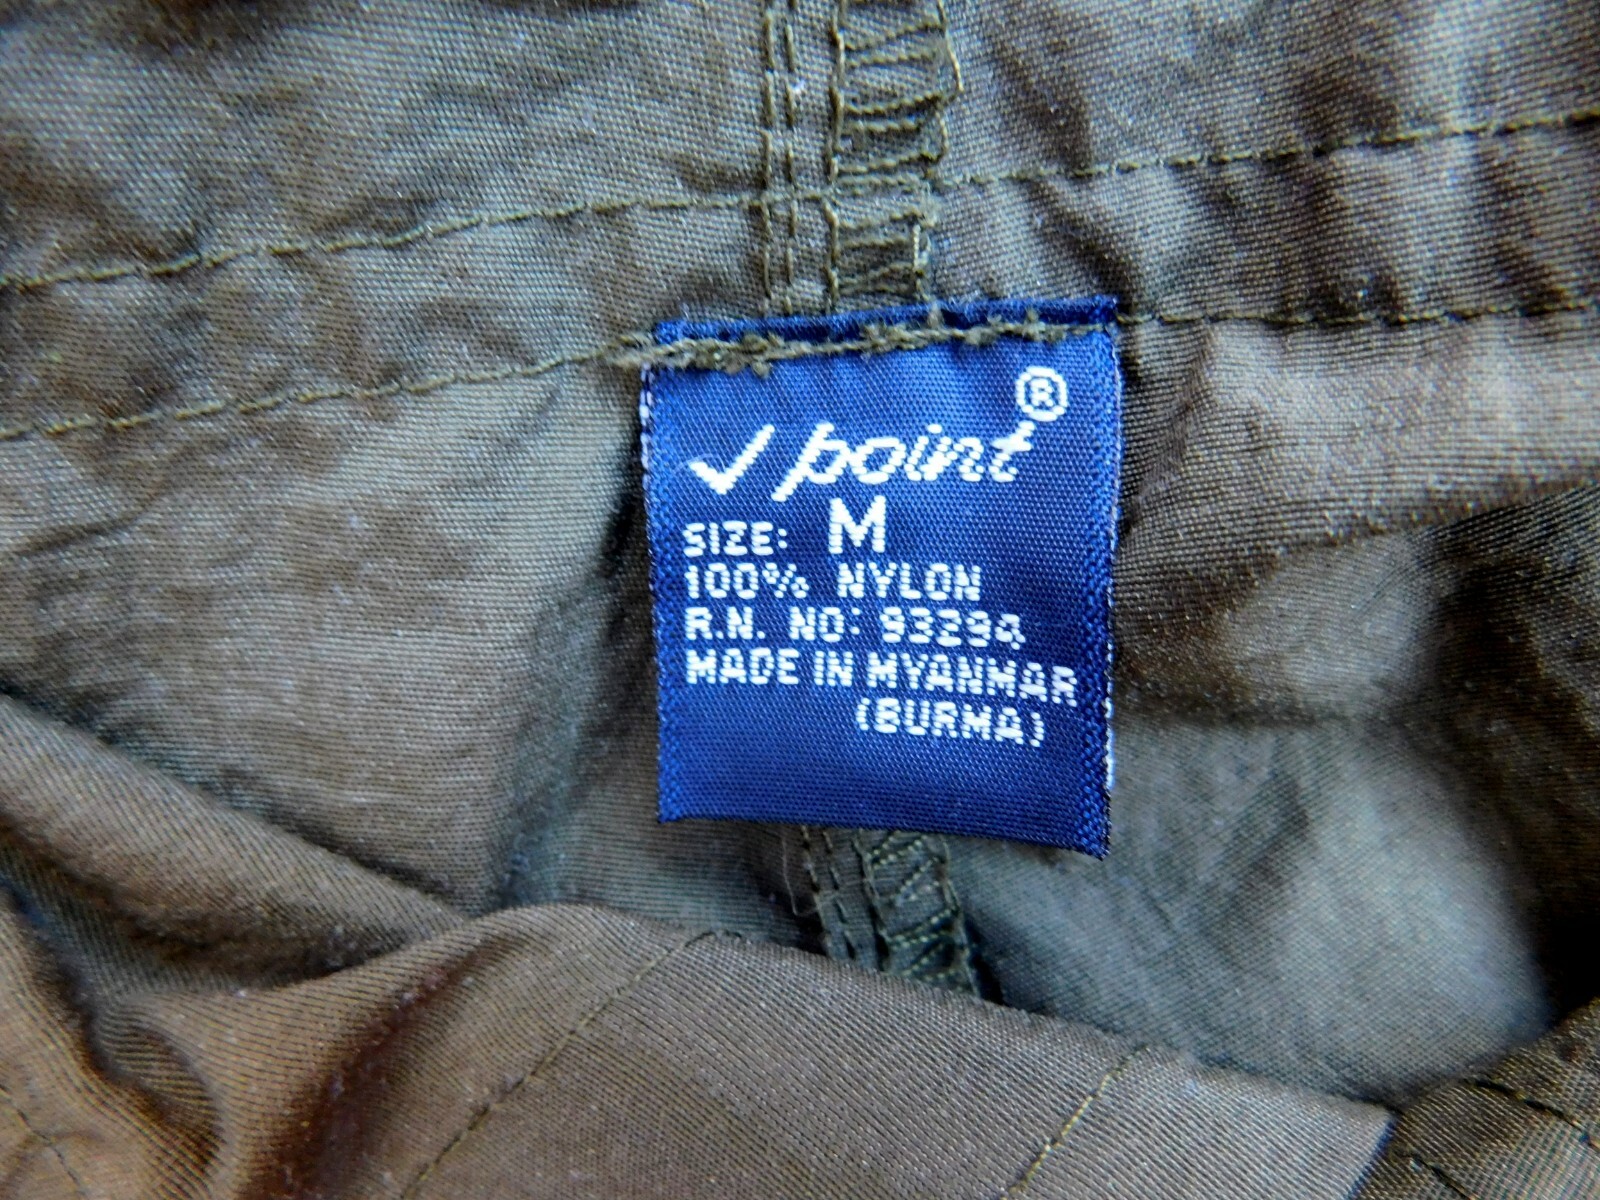 ✓ point®
SIZE: M
100% NYLON
R.N. NO: 93294
MADE IN MYANMAR
(BURMA)